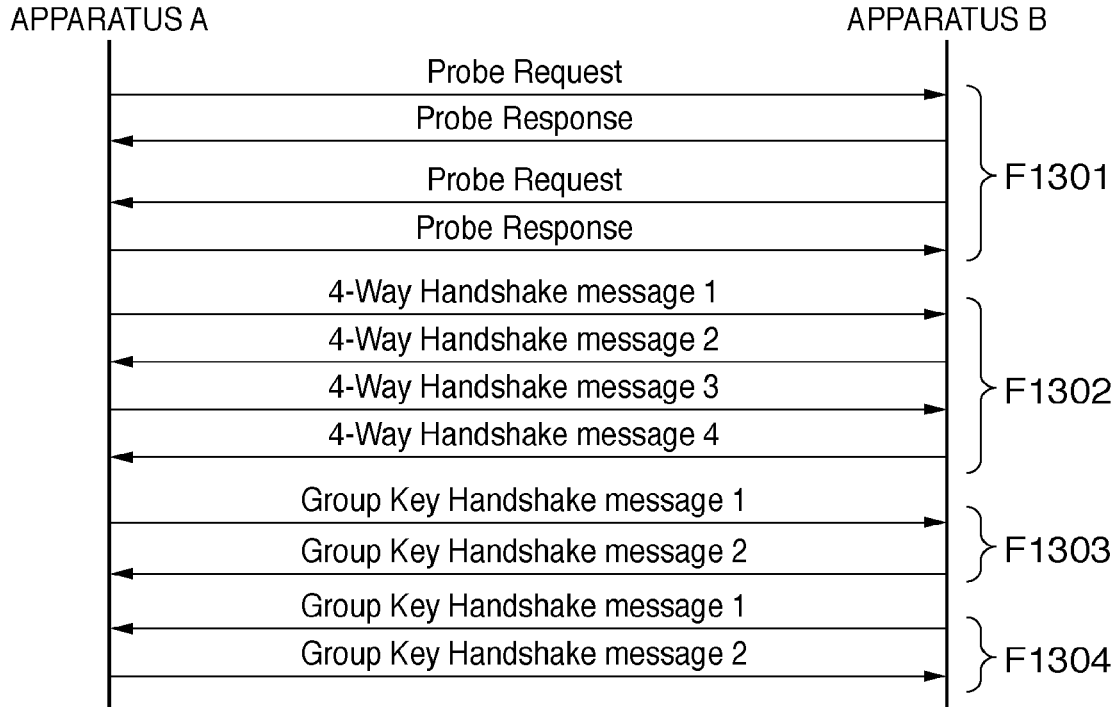 APPARATUS A
APPARATUS B
Probe Request
Probe Response
Probe Request
Probe Response
F1301
4-Way Handshake message 1
4-Way Handshake message 2
4-Way Handshake message 3
4-Way Handshake message 4
F1302
Group Key Handshake message 1
Group Key Handshake message 2
F1303
Group Key Handshake message 1
Group Key Handshake message 2
F1304